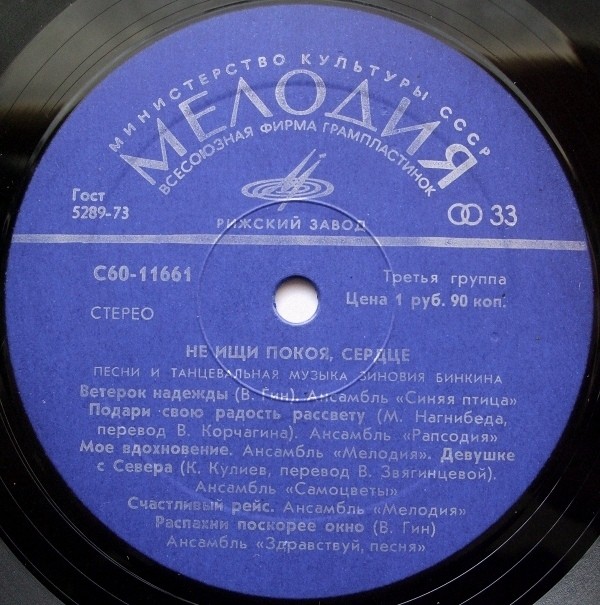 МИНИСТЕРСТВО КУЛЬТУРЫ СССР
МЕЛОДИЯ
ВСЕСОЮЗНАЯ ФИРМА ГРАМПЛАСТИНОК
Гост
5289-73
РИЖСКИЙ ЗАВОД
33
С60-11661
Третья группа
Цена 1 руб. 90 коп.
СТЕРЕО
НЕ ИЩИ ПОКОЯ, СЕРДЦЕ
ПЕСНИ И ТАНЦЕВАЛЬНАЯ МУЗЫКА ЗИНОВИЯ БИНКИНА
Ветерок надежды (В. Гин). Ансамбль «Синяя птица»
Подари свою радость рассвету (М. Нагнибеда,
перевод В. Корчагина). Ансамбль «Рапсодия»
Мое вдохновение. Ансамбль «Мелодия». Девушке
с Севера (К. Кулиев, перевод В. Звягинцевой).
Ансамбль «Самоцветы»
Счастливый рейс. Ансамбль «Мелодия»
Распахни поскорее окно (В. Гин)
Ансамбль «Здравствуй, песня»